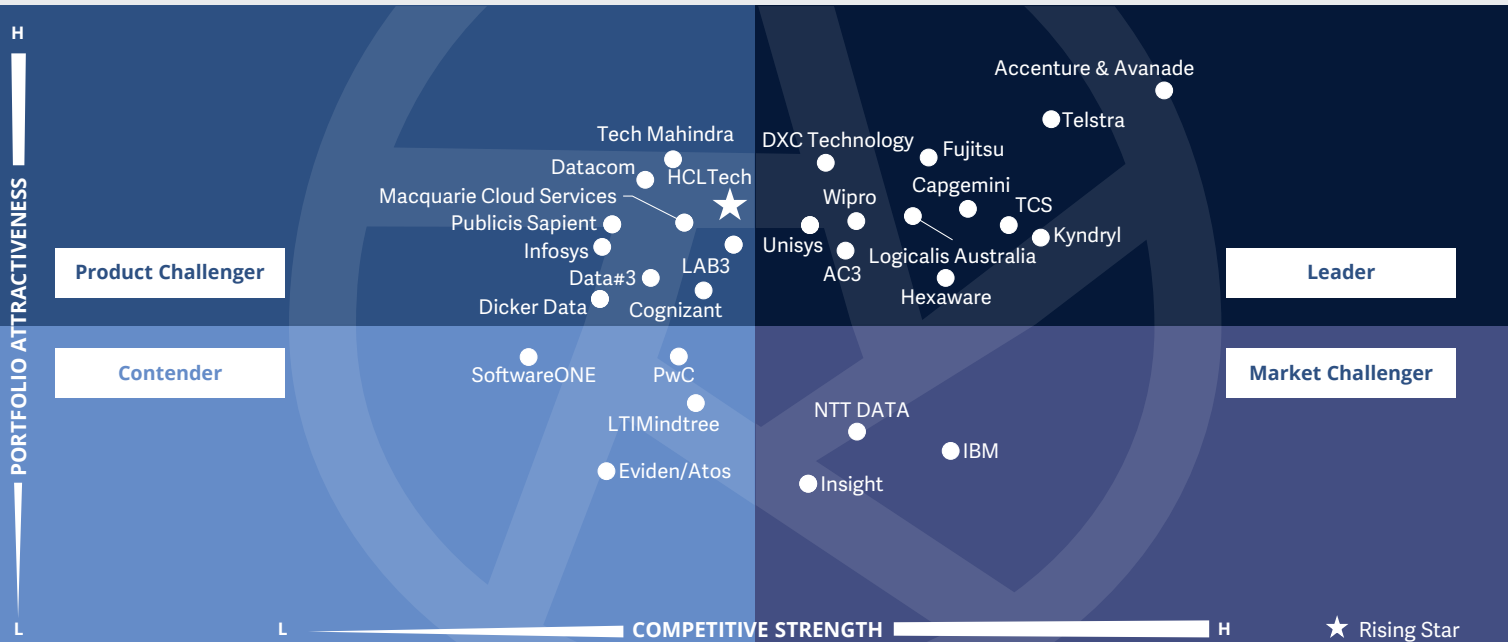 H
Accenture & Avanade
Telstra
Tech Mahindra
DXC Technology
Fujitsu
Datacom
HCLTech
Capgemini
Macquarie Cloud Services
Wipro
TCS
Publicis Sapient
Kyndryl
Infosys
Unisys
Logicalis Australia
LAB3
AC3
Product Challenger
Leader
Data#3
Hexaware
Dicker Data
Cognizant
PORTFOLIO ATTRACTIVENESS
Contender
SoftwareONE
PwC
Market Challenger
LTIMindtree
NTT DATA
IBM
Eviden/Atos
Insight
L
L
COMPETITIVE STRENGTH
H
Rising Star